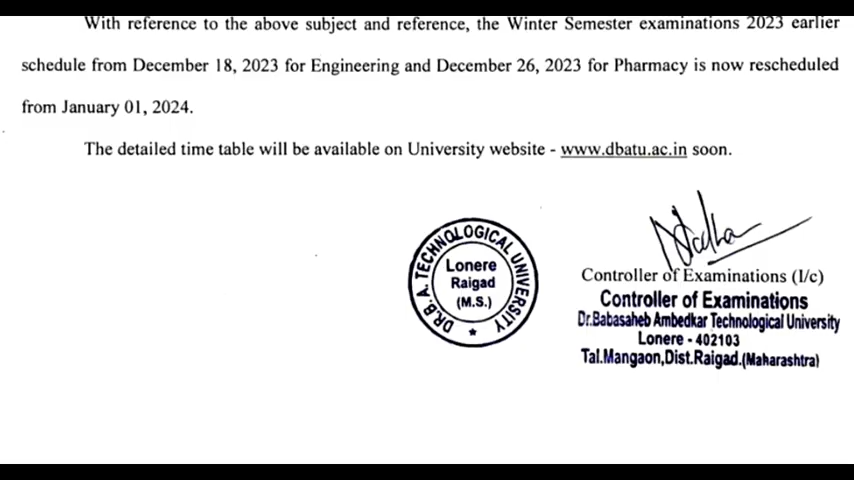 With reference to the above subject and reference, the Winter Semester examinations 2023 earlier
schedule from December 18, 2023 for Engineering and December 26, 2023 for Pharmacy is now rescheduled
from January 01, 2024.
The detailed time table will be available on University website - www.dbatu.ac.in soon.
DR.B. A. TECHNOLOGICAL UNIVERSITY
Lonere
Raigad
(M.S.)
Controller of Examinations (I/c)
Controller of Examinations
Dr.Babasaheb Ambedkar Technological University
Lonere - 402103
Tal.Mangaon,Dist.Raigad.(Maharashtra)